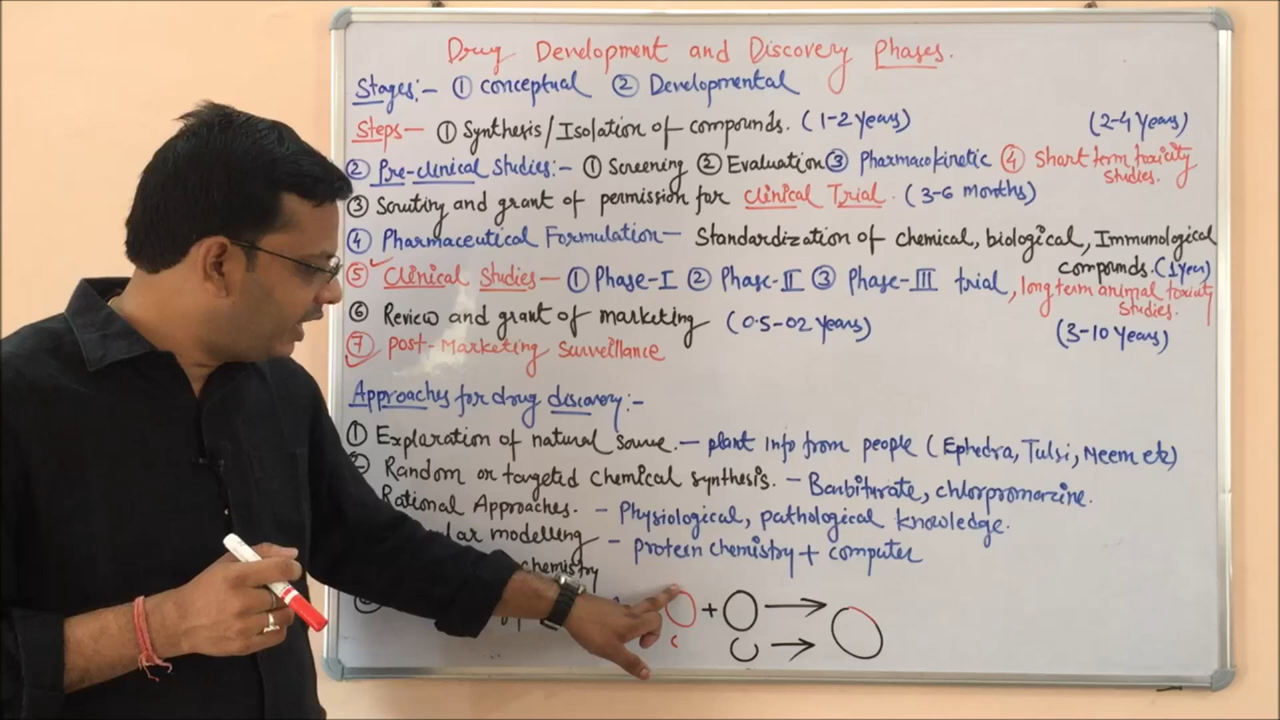 Drug Development and Discovery Phases.
Stages:- ① conceptual ② Developmental
Steps- ① Synthesis/Isolation of compounds. (1-2 Years) (2-4 Years)
② Pre-clinical studies:- ① Screening ② Evaluation ③ Pharmacokinetic ④ Short term toxicity studies.
③ Scrutiny and grant of permission for Clinical Trial. (3-6 months)
④ Pharmaceutical Formulation- Standardization of chemical, biological, Immunological compounds. (1 year)
⑤ Clinical Studies- ① Phase-I ② Phase-II ③ Phase-III trial, long term animal toxicity studies.
⑥ Review and grant of marketing (0.5-02 Years) (3-10 Years)
⑦ Post-Marketing Surveillance
Approaches for drug discovery:-
① Exploration of natural source. - plant info from people (Ephedra, Tulsi, Neem etc)
Random or targeted chemical synthesis. - Barbiturate, chlorpromazine.
Rational Approaches. - Physiological, pathological knowledge.
modelling - protein chemistry + computer
chemistry
+